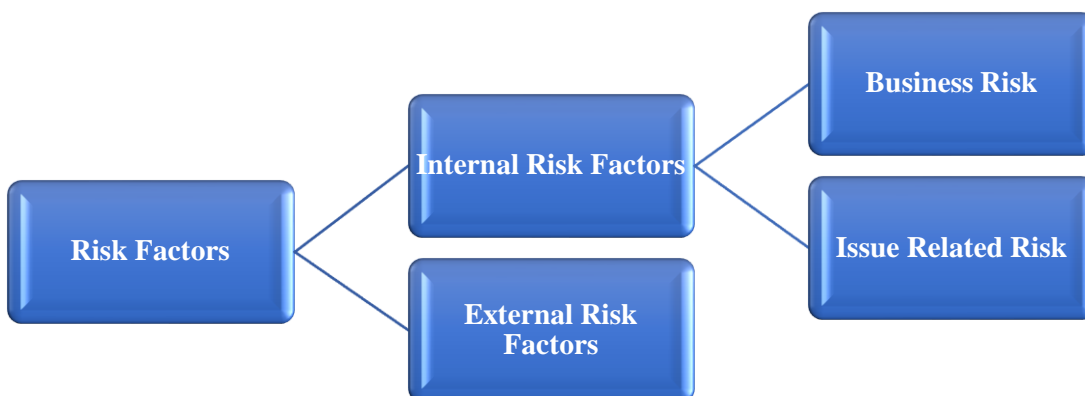 Risk Factors
Internal Risk Factors
External Risk
Factors
Business Risk
Issue Related Risk